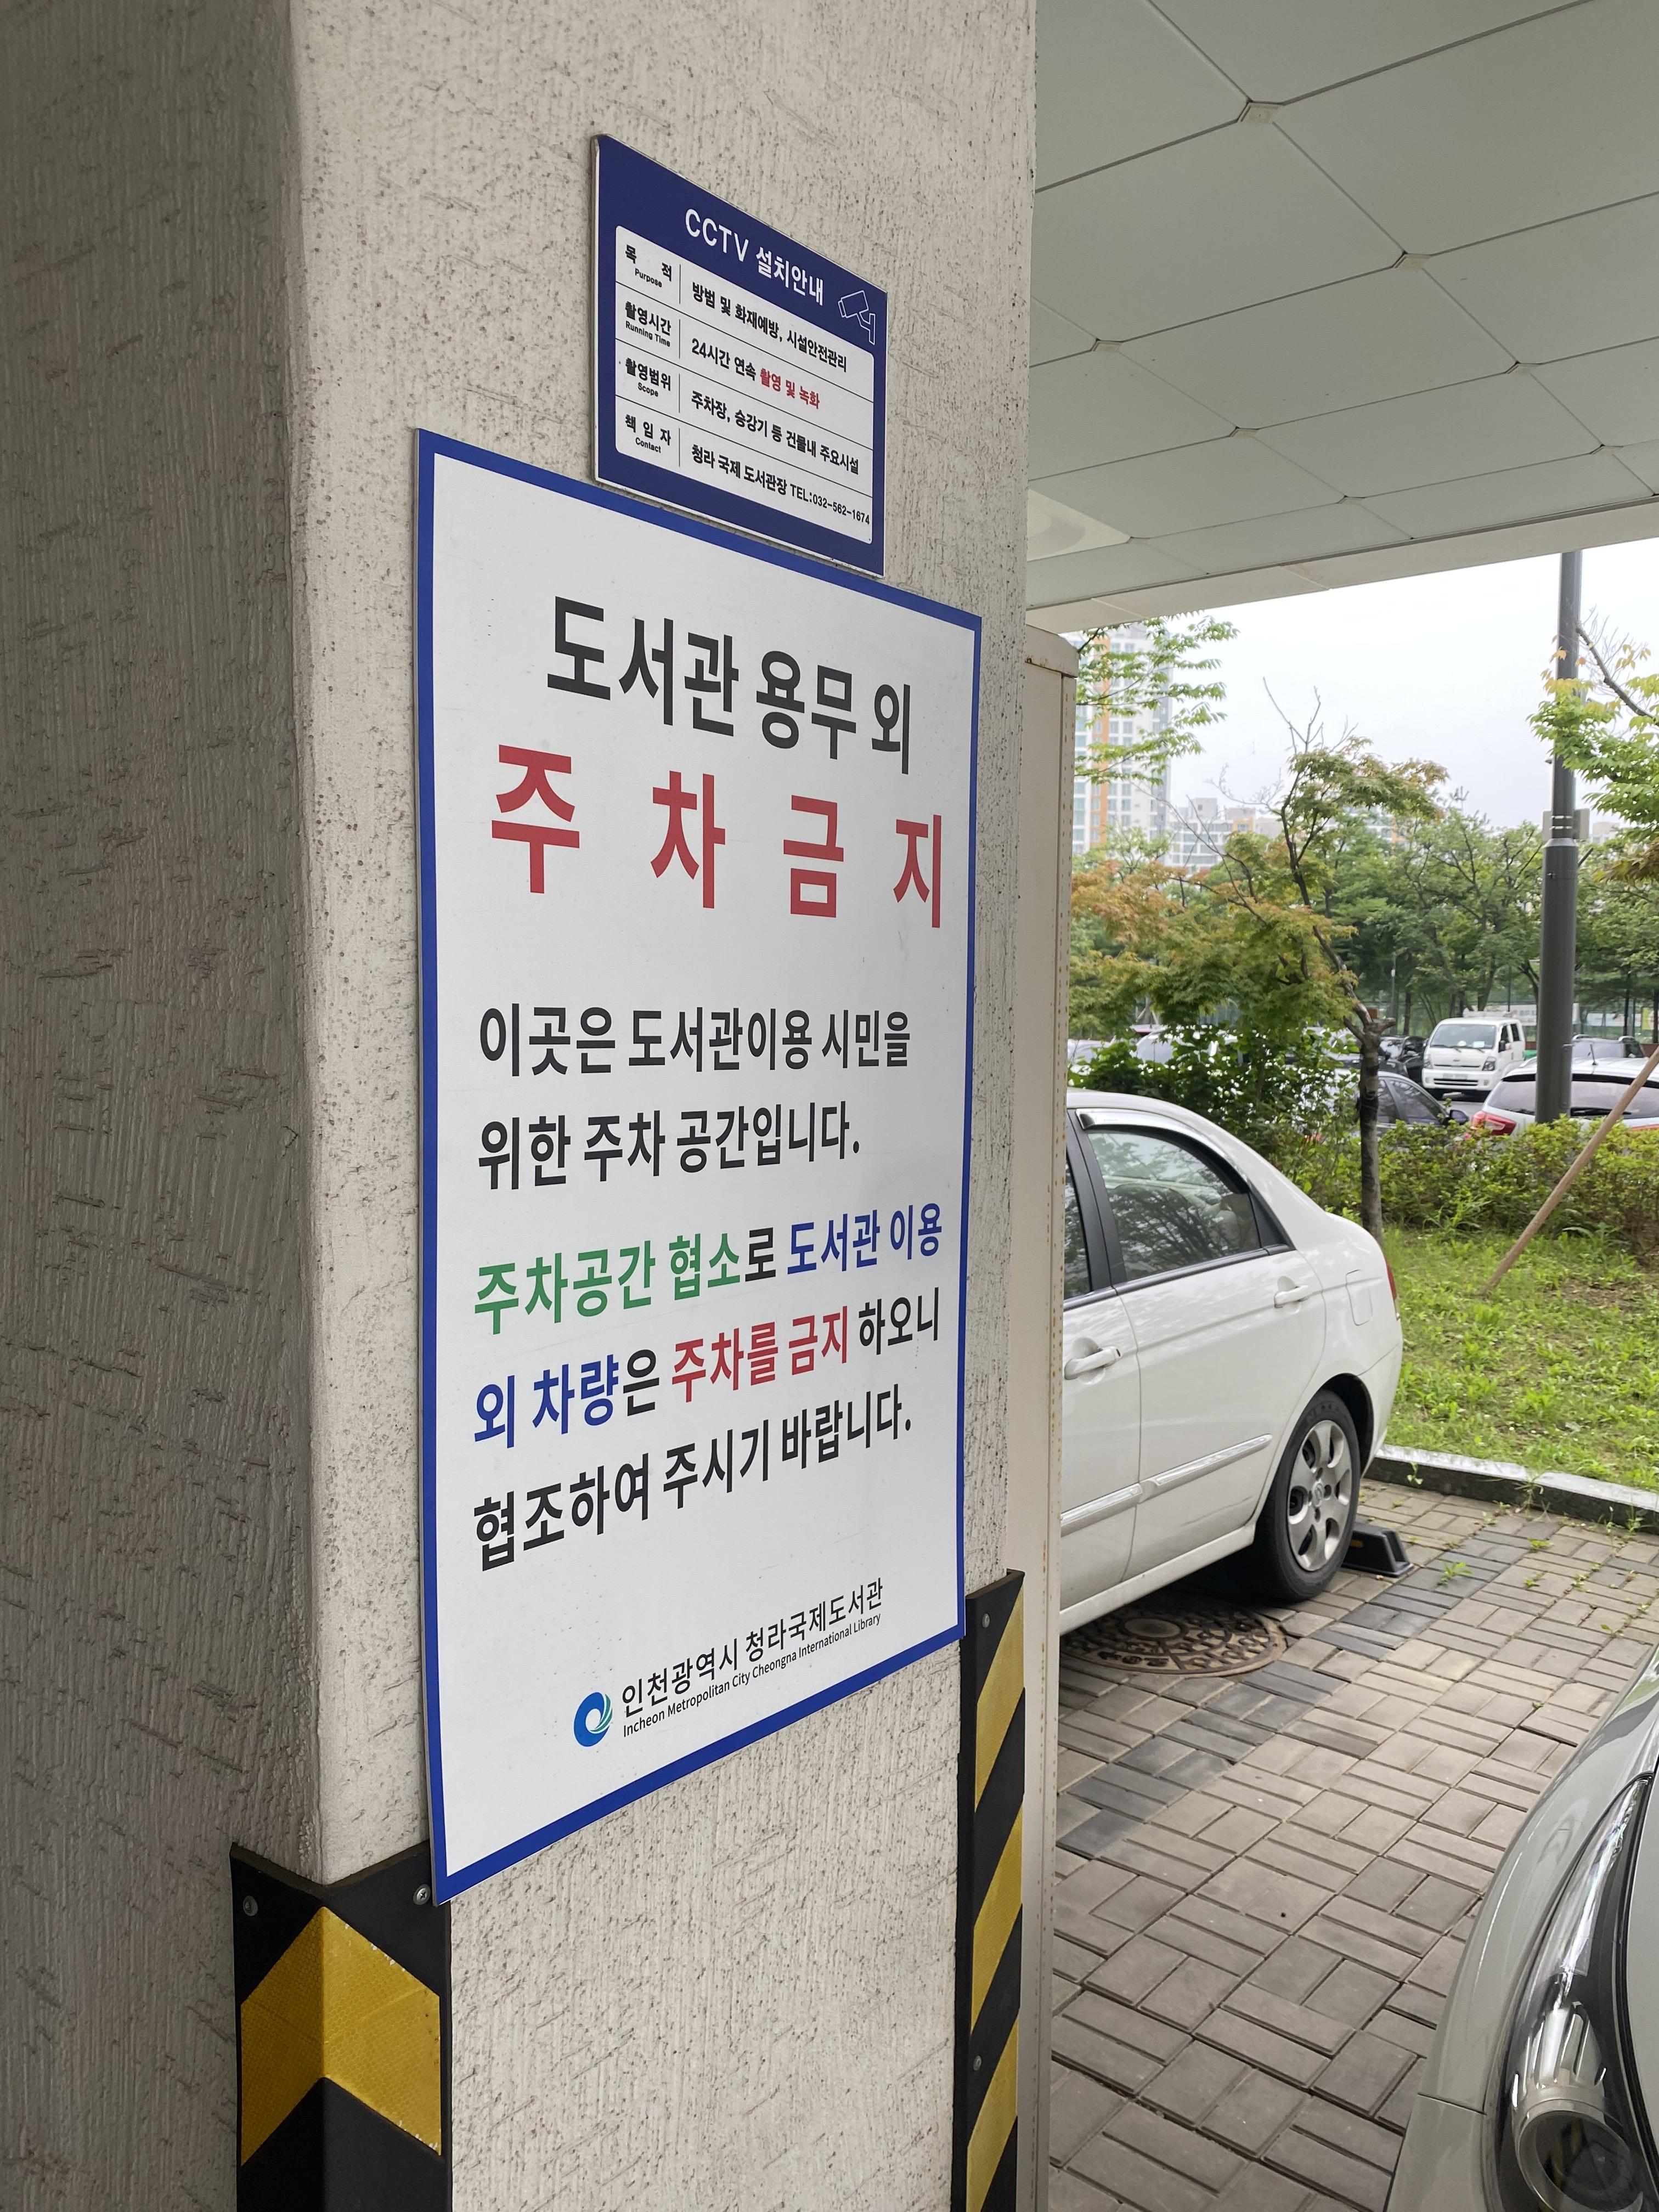 CCTV 설치안내
목 적 방범 및 화재예방, 시설안전관리
Purpose
촬영시간 24시간 연속 촬영 및 녹화
Running Time
촬영범위 주차장, 승강기 등 건물내 주요시설
Scope
책 임 자 청라 국제 도서관장 TEL:032-562-1674
Contact
도서관 용무 외
주 차 금 지
이곳은 도서관이용 시민을
위한 주차 공간입니다.
주차공간 협소로 도서관 이용
외 차량은 주차를 금지 하오니
협조하여 주시기 바랍니다.
인천광역시 청라국제도서관
Incheon Metropolitan City Cheongna International Library